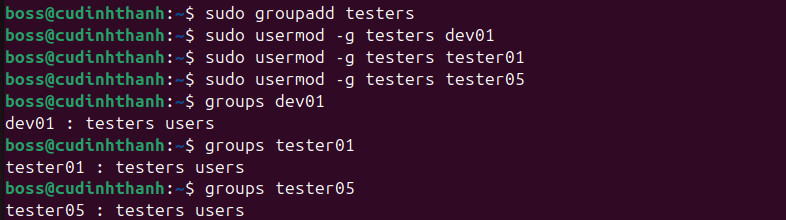 boss@cudinhthanh:~$ sudo groupadd testers
boss@cudinhthanh:~$ sudo usermod -g testers dev01
boss@cudinhthanh:~$ sudo usermod -g testers tester01
boss@cudinhthanh:~$ sudo usermod -g testers tester05
boss@cudinhthanh:~$ groups dev01
dev01 : testers users
boss@cudinhthanh:~$ groups tester01
tester01 : testers users
boss@cudinhthanh:~$ groups tester05
tester05 : testers users